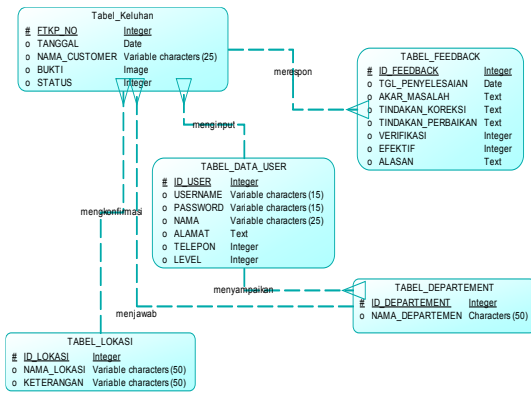 Tabel_Keluhan
# FTKP_NO Integer
o TANGGAL Date
o NAMA_CUSTOMER Variable characters (25)
o BUKTI Image
o STATUS Integer
merespon
TABEL_FEEDBACK
# ID_FEEDBACK Integer
o TGL_PENYELESAIAN Date
o AKAR_MASALAH Text
o TINDAKAN_KOREKSI Text
o TINDAKAN_PERBAIKAN Text
o VERIFIKASI Integer
o EFEKTIF Integer
o ALASAN Text
menginput
TABEL_DATA_USER
# ID_USER Integer
o USERNAME Variable characters (15)
o PASSWORD Variable characters (15)
o NAMA Variable characters (25)
o ALAMAT Text
o TELEPON Integer
o LEVEL Integer
mengkonfirmasi
menyampaikan
TABEL_DEPARTEMENT
# ID_DEPARTEMENT Integer
o NAMA_DEPARTEMEN Characters (50)
menjawab
TABEL_LOKASI
# ID_LOKASI Integer
o NAMA_LOKASI Variable characters (50)
o KETERANGAN Variable characters (50)